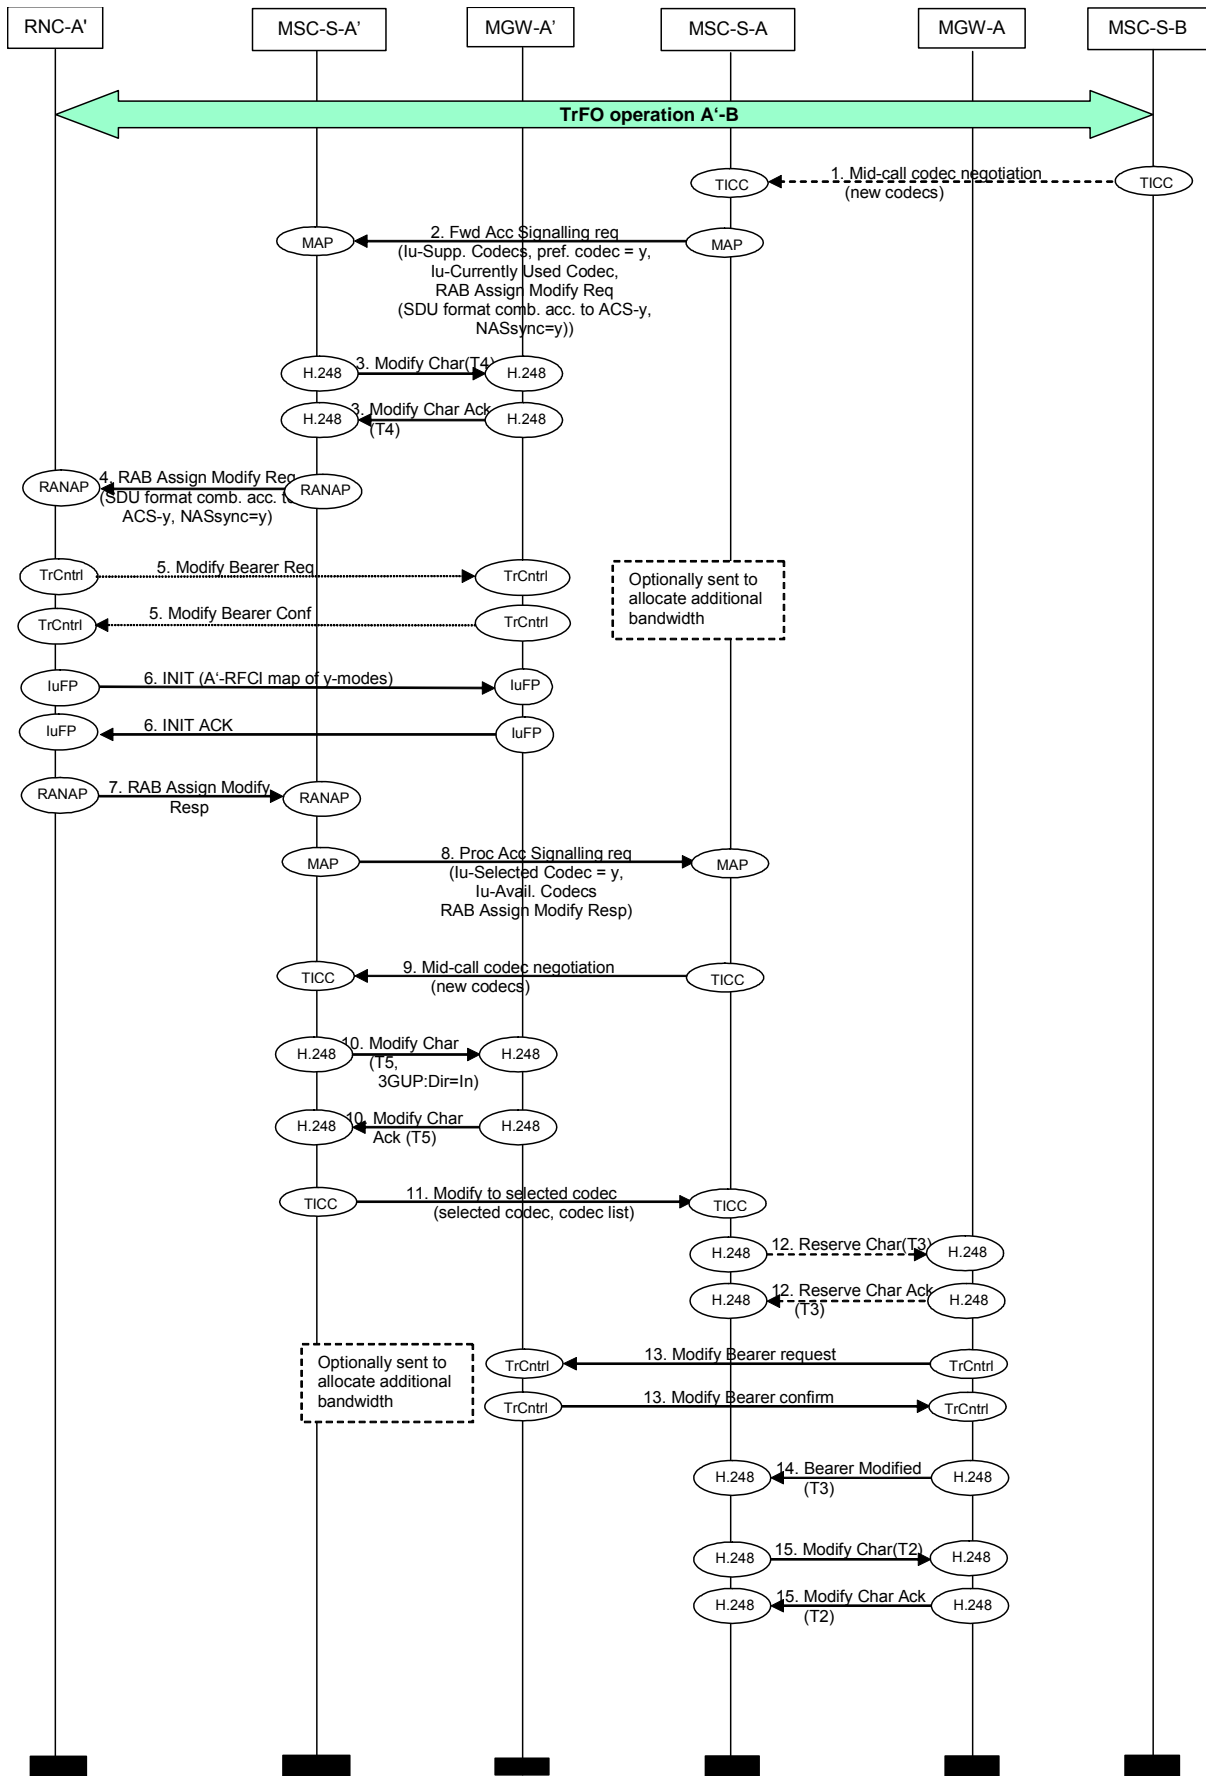 RNC-A'
MSC-S-A’
MGW-A’
MSC-S-A
MGW-A
MSC-S-B
TrFO operation A‘-B
TICC
1. Mid-call codec negotiation
(new codecs)
TICC
MAP
2. Fwd Acc Signalling req
(Iu-Supp. Codecs, pref. codec = y,
Iu-Currently Used Codec,
RAB Assign Modify Req
(SDU format comb. acc. to ACS-y,
NASsync=y))
MAP
H.248
3. Modify Char(T4)
H.248
H.248
3. Modify Char Ack
(T4)
H.248
RANAP
4. RAB Assign Modify Req
(SDU format comb. acc. to
ACS-y, NASsync=y)
RANAP
TrCntrl
5. Modify Bearer Req
TrCntrl
Optionally sent to
allocate additional
bandwidth
TrCntrl
5. Modify Bearer Conf
TrCntrl
IuFP
6. INIT (A'-RFCI map of y-modes)
IuFP
IuFP
6. INIT ACK
IuFP
RANAP
7. RAB Assign Modify
Resp
RANAP
MAP
8. Proc Acc Signalling req
(Iu-Selected Codec = y,
Iu-Avail. Codecs
RAB Assign Modify Resp)
MAP
TICC
9. Mid-call codec negotiation
(new codecs)
TICC
H.248
10. Modify Char
(T5,
3GUP:Dir=In)
H.248
H.248
10. Modify Char
Ack (T5)
H.248
TICC
11. Modify to selected codec
(selected codec, codec list)
TICC
H.248
12. Reserve Char(T3)
H.248
H.248
12. Reserve Char Ack
(T3)
H.248
Optionally sent to
allocate additional
bandwidth
TrCntrl
13. Modify Bearer request
TrCntrl
TrCntrl
13. Modify Bearer confirm
TrCntrl
H.248
14. Bearer Modified
(T3)
H.248
H.248
15. Modify Char(T2)
H.248
H.248
15. Modify Char Ack
(T2)
H.248